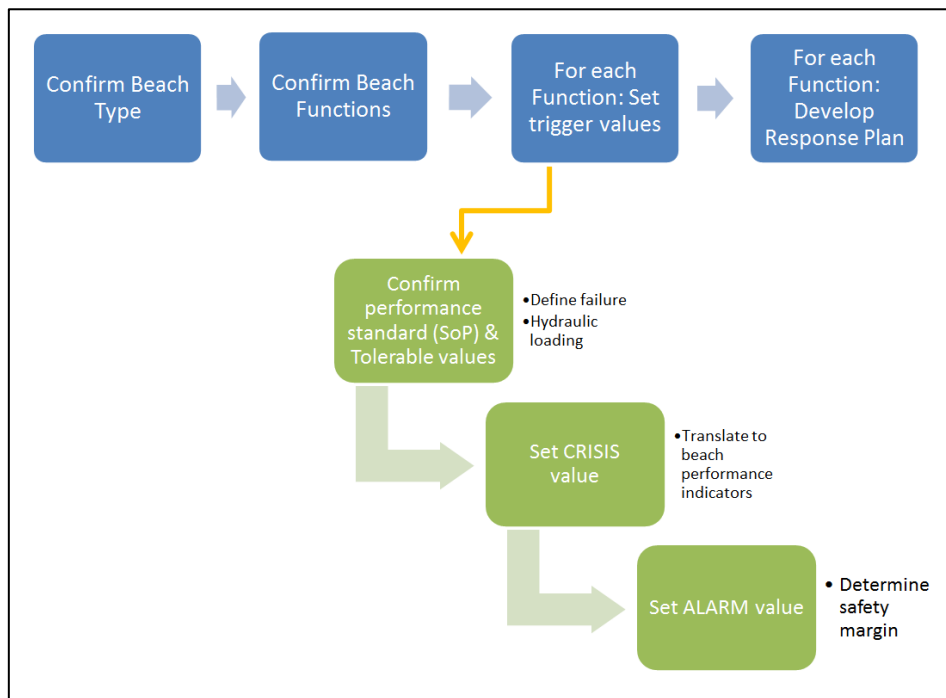 Confirm Beach
Type
Confirm Beach
Functions
For each
Function: Set
trigger values
For each
Function:
Develop
Response Plan
Confirm
performance
standard (SoP) &
Tolerable values
•Define failure
•Hydraulic
loading
Set CRISIS
value
•Translate to
beach
performance
indicators
Set ALARM value
• Determine
safety
margin